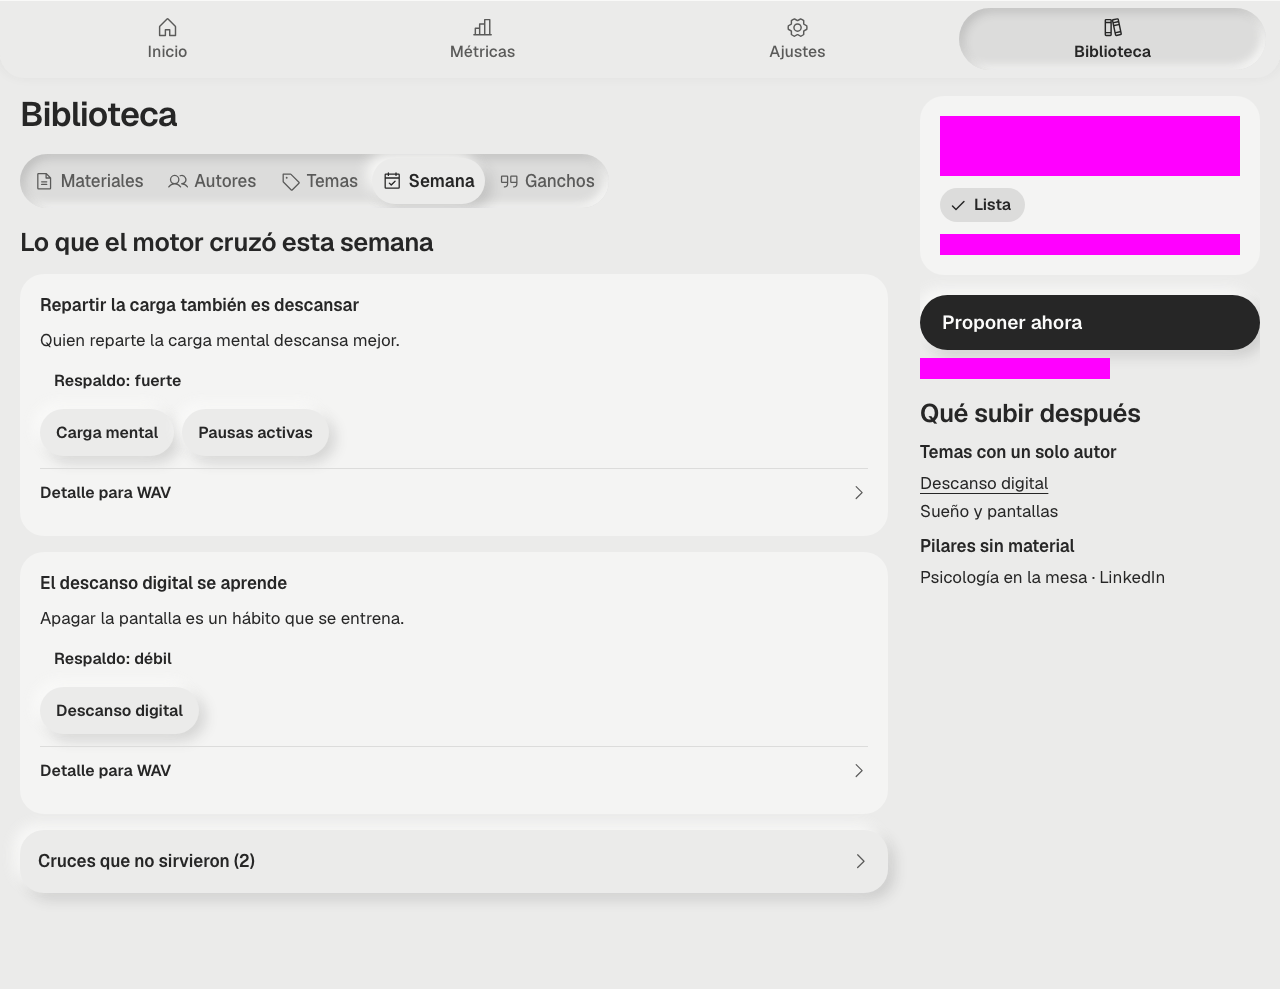 Inicio
Métricas
Ajustes
Biblioteca
Biblioteca
Materiales
Autores
Temas
Semana
Ganchos
Lo que el motor cruzó esta semana
Repartir la carga también es descansar
Quien reparte la carga mental descansa mejor.
Respaldo: fuerte
Carga mental
Pausas activas
Detalle para WAV
El descanso digital se aprende
Apagar la pantalla es un hábito que se entrena.
Respaldo: débil
Descanso digital
Detalle para WAV
Cruces que no sirvieron (2)
Lista
Proponer ahora
Qué subir después
Temas con un solo autor
Descanso digital
Sueño y pantallas
Pilares sin material
Psicología en la mesa · LinkedIn